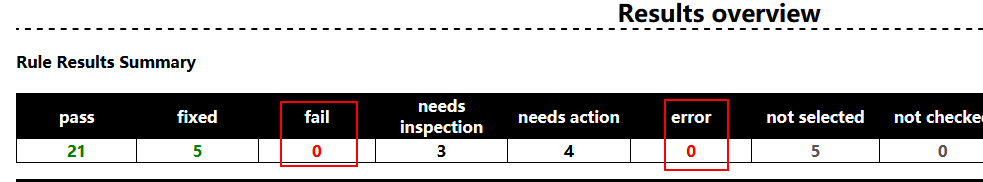 Results overview
Rule Results Summary
pass fixed fail needs inspection needs action error not selected not checke
21 5 0 3 4 0 5 0